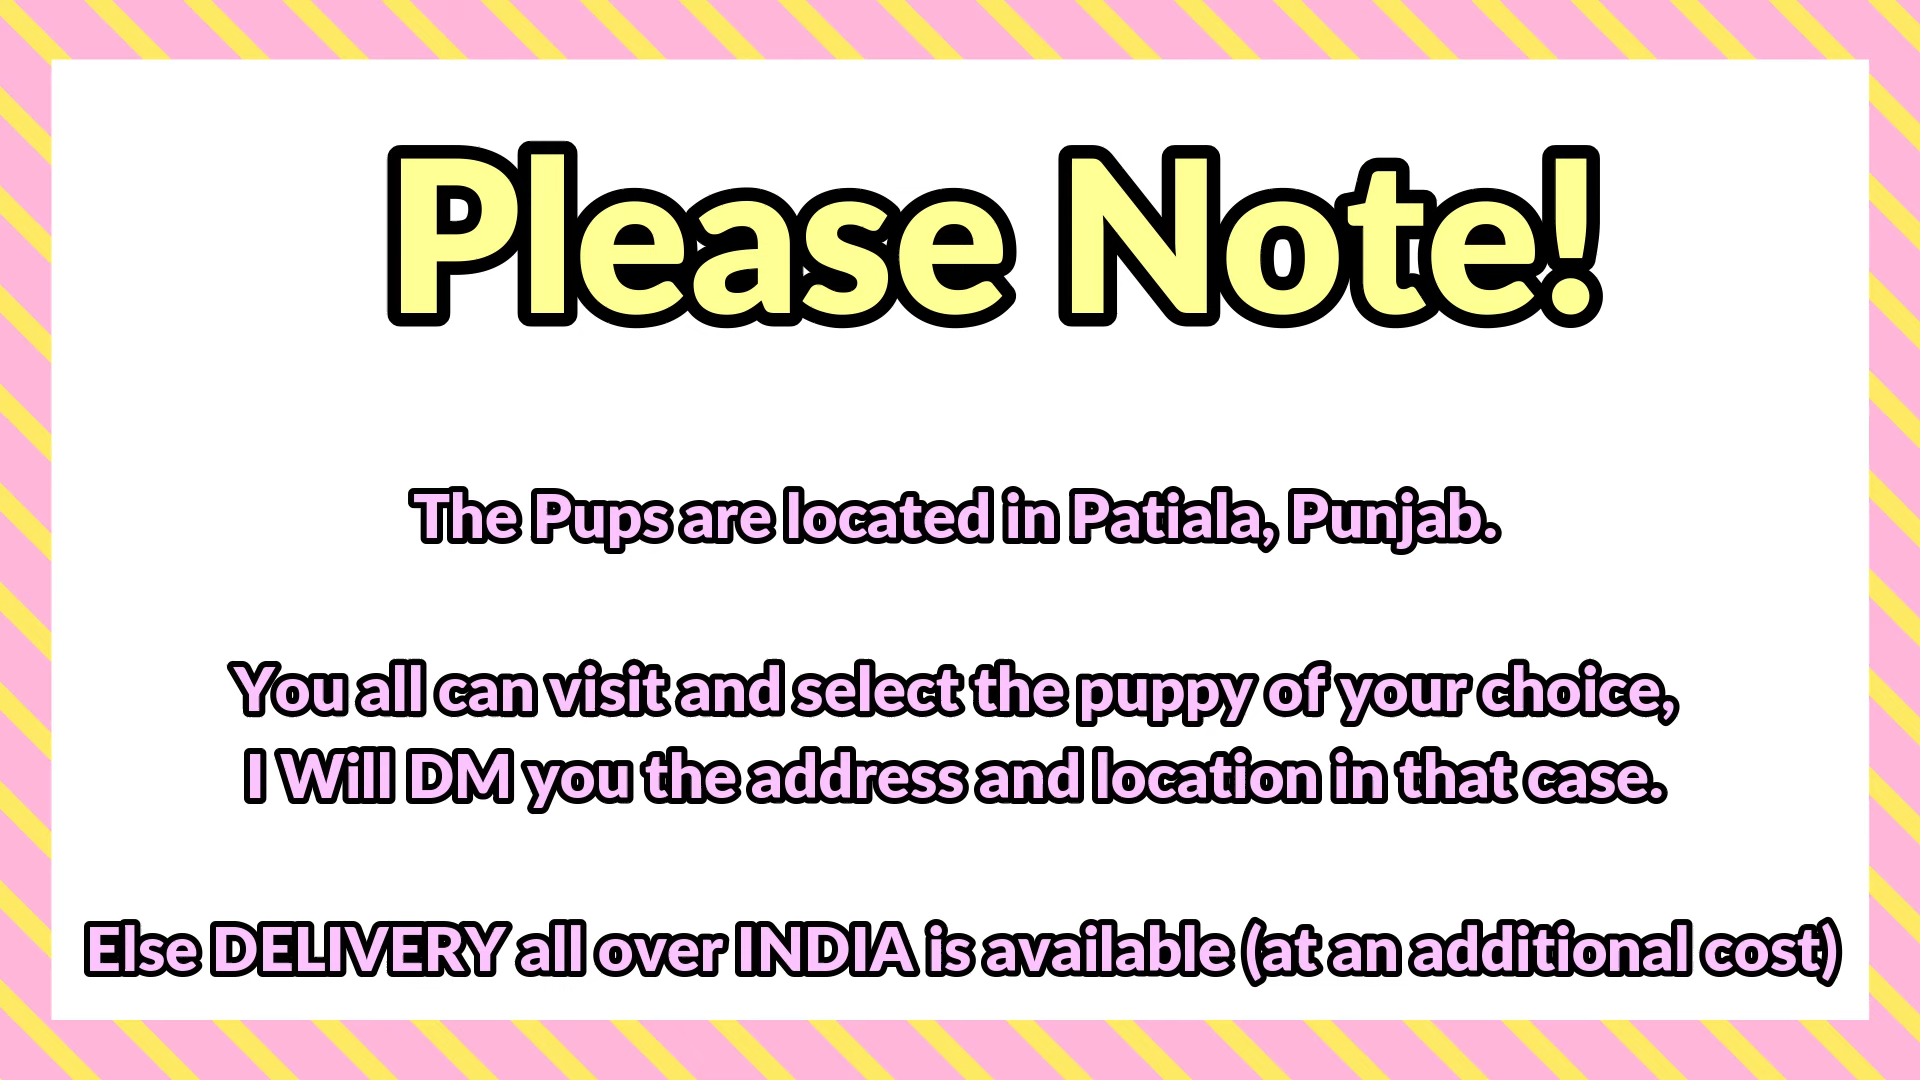 Please Note!
The Pups are located in Patiala, Punjab.
You all can visit and select the puppy of your choice,
I Will DM you the address and location in that case.
Else DELIVERY all over INDIA is available (at an additional cost)